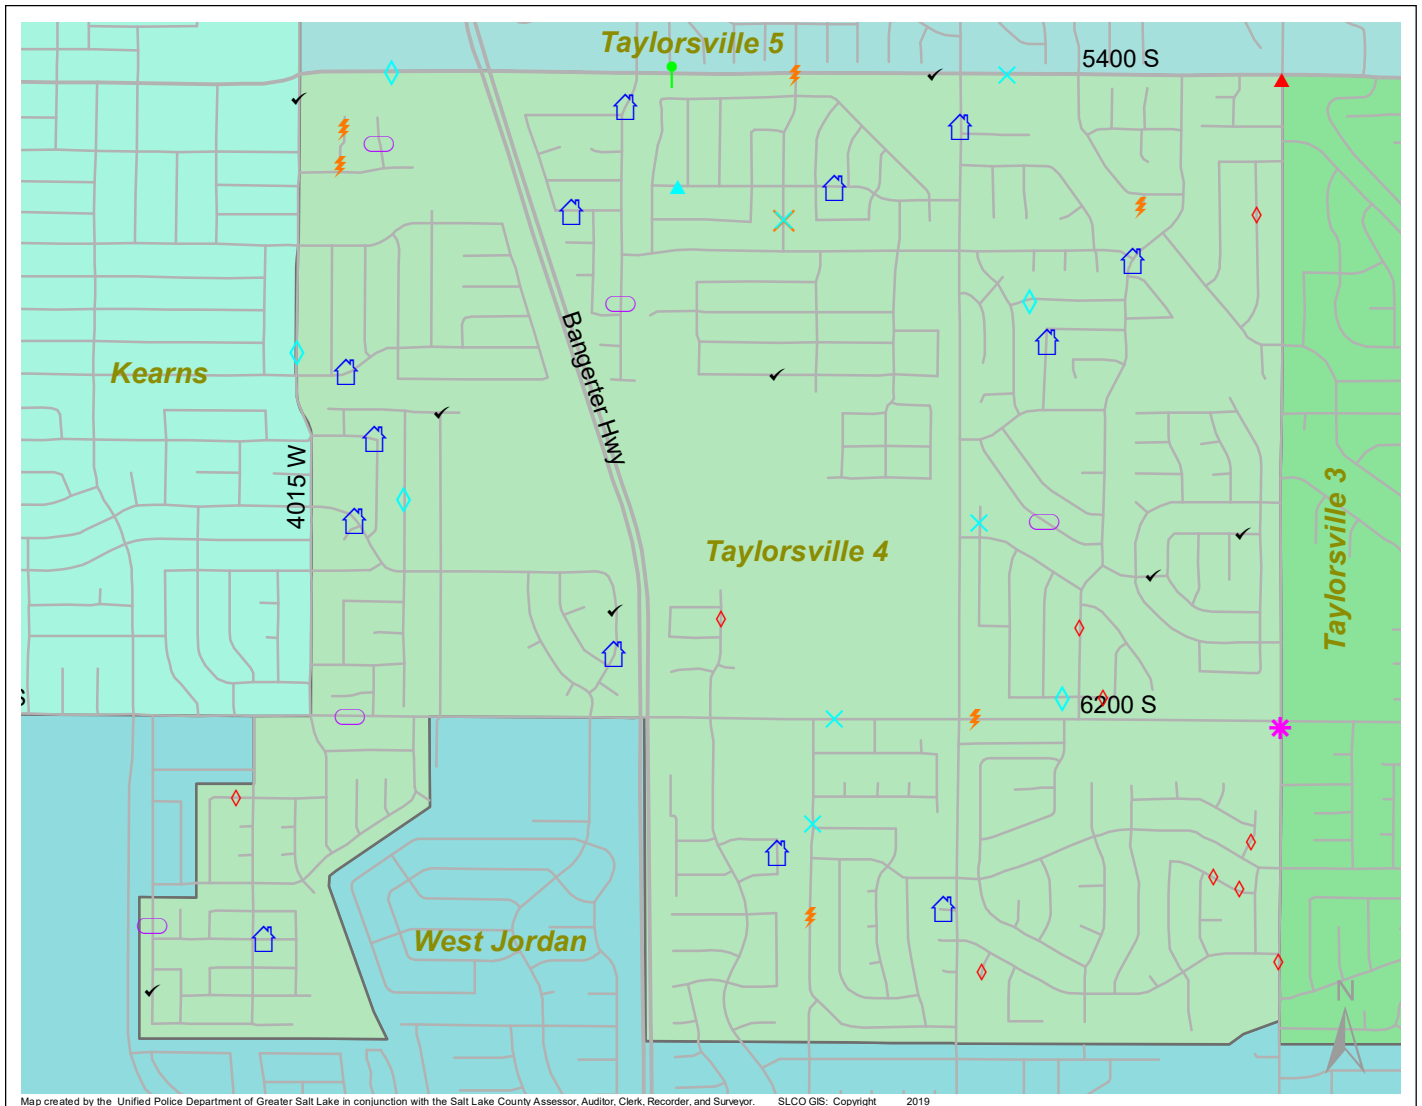 Taylorsville 5
5400 S
Kearns
Bangerter Hwy
4015 W
Taylorsville 4
Taylorsville 3
6200 S
West Jordan
N
Map created by the Unified Police Department of Greater Salt Lake in conjunction with the Salt Lake County Assessor, Auditor, Clerk, Recorder, and Surveyor. SLCO GIS: Copyright 2019